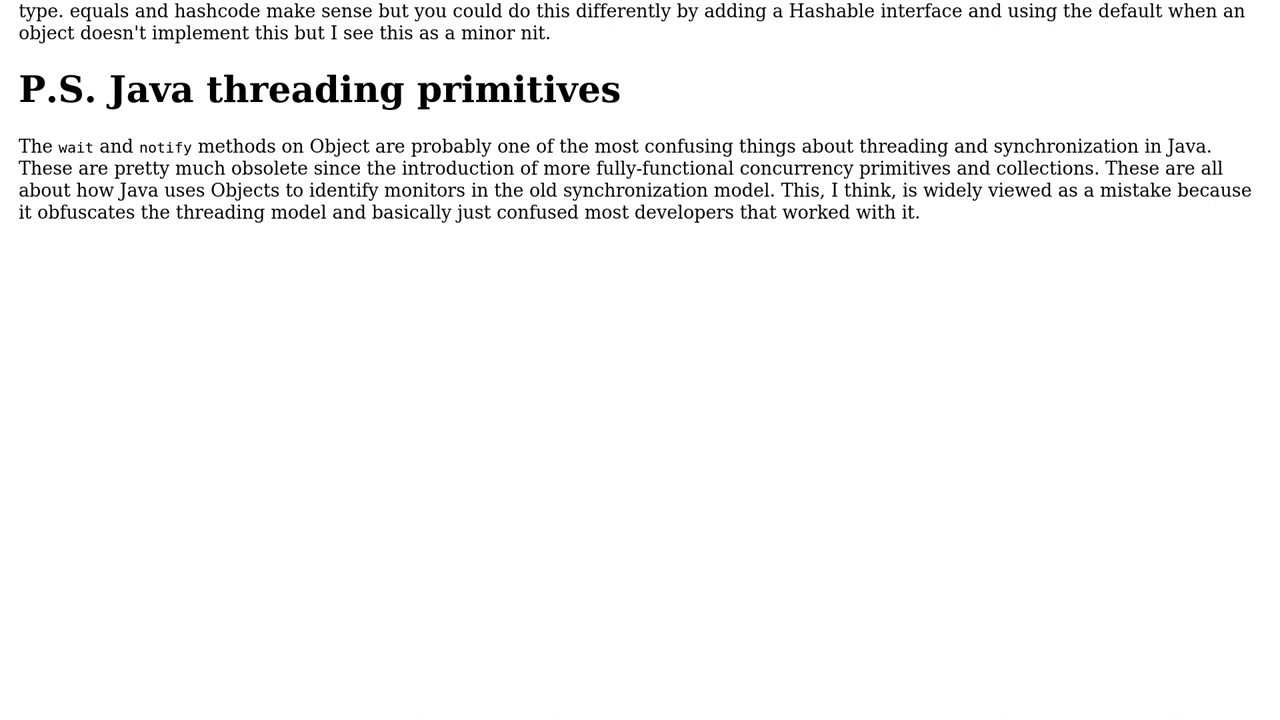 type. equals and hashcode make sense but you could do this differently by adding a Hashable interface and using the default when an
object doesn't implement this but I see this as a minor nit.
P.S. Java threading primitives
The wait and notify methods on Object are probably one of the most confusing things about threading and synchronization in Java.
These are pretty much obsolete since the introduction of more fully-functional concurrency primitives and collections. These are all
about how Java uses Objects to identify monitors in the old synchronization model. This, I think, is widely viewed as a mistake because
it obfuscates the threading model and basically just confused most developers that worked with it.